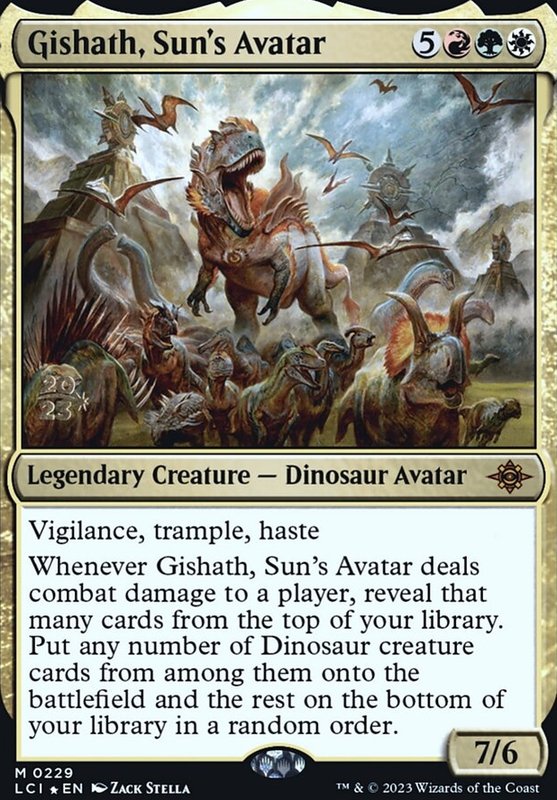 Gishath, Sun's Avatar 5
20
23
Legendary Creature — Dinosaur Avatar
Vigilance, trample, haste
Whenever Gishath, Sun's Avatar deals
combat damage to a player, reveal that
many cards from the top of your library.
Put any number of Dinosaur creature
cards from among them onto the
battlefield and the rest on the bottom of
your library in a random order.
7/6
M 0229
LCI ★ EN Zack Stella
™ & © 2023 Wizards of the Coast